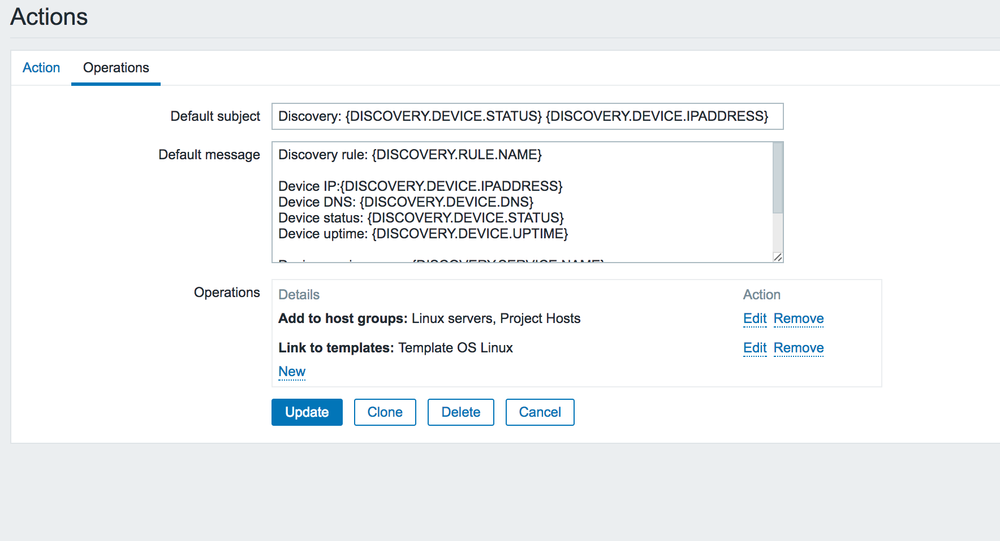 Actions
Action Operations
Default subject Discovery: {DISCOVERY.DEVICE.STATUS} {DISCOVERY.DEVICE.IPADDRESS}
Default message Discovery rule: {DISCOVERY.RULE.NAME}
Device IP:{DISCOVERY.DEVICE.IPADDRESS}
Device DNS: {DISCOVERY.DEVICE.DNS}
Device status: {DISCOVERY.DEVICE.STATUS}
Device uptime: {DISCOVERY.DEVICE.UPTIME}
{DISCOVERY.SERVICE.NAME}
Operations Details Action
Add to host groups: Linux servers, Project Hosts Edit Remove
Link to templates: Template OS Linux Edit Remove
New
Update Clone Delete Cancel